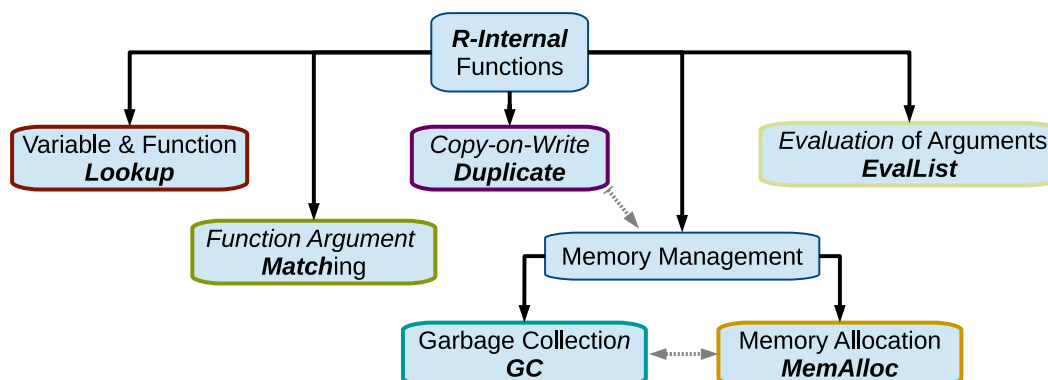 R-Internal
Functions
Variable & Function
Lookup
Copy-on-Write
Duplicate
Evaluation of Arguments
EvalList
Function Argument
Matching
Memory Management
Garbage Collection
GC
Memory Allocation
MemAlloc